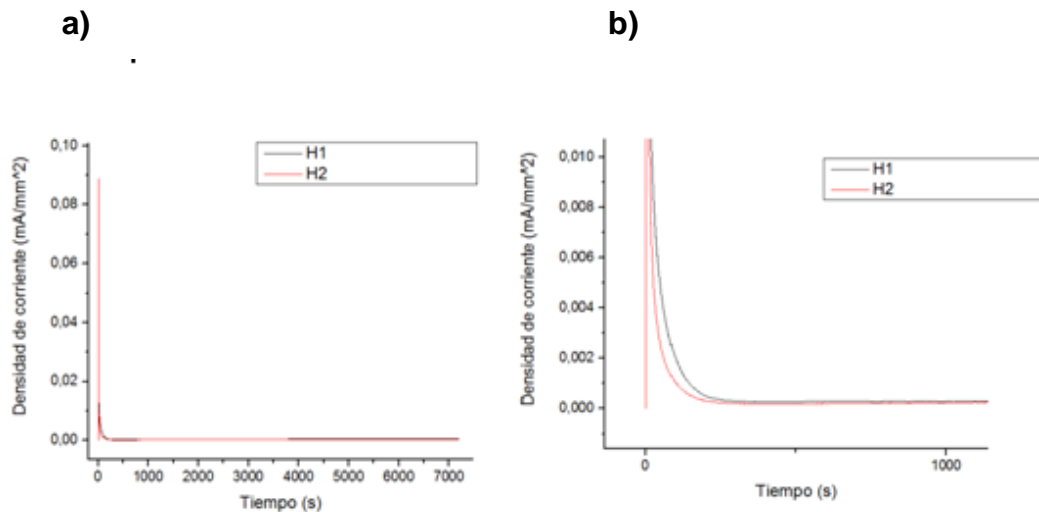 a)
b)
H1
H2
Densidad de corriente (mA/mm^2)
0,10
0,08
0,06
0,04
0,02
0,00
0 1000 2000 3000 4000 5000 6000 7000
Tiempo (s)
H1
H2
Densidad de corriente (mA/mm^2)
0,010
0,008
0,006
0,004
0,002
0,000
0 1000
Tiempo (s)